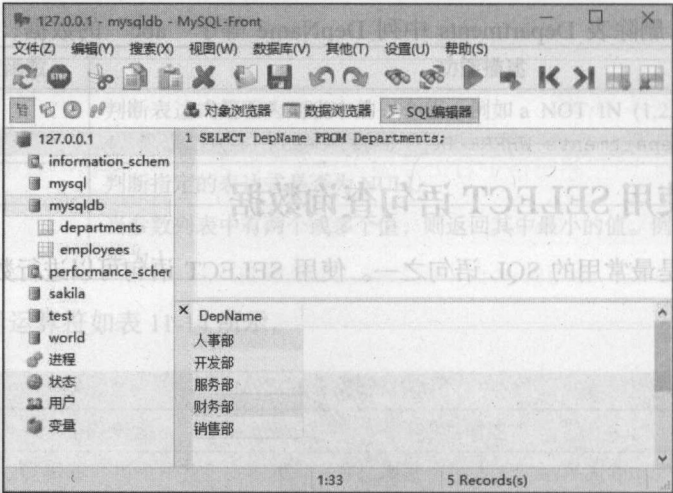 127.0.0.1 - mysqldb - MySQL-Front
文件(Z) 编辑(Y) 搜索(X) 视图(W) 数据库(V) 其他(T) 设置(U) 帮助(S)
对象浏览器 数据浏览器 SQL编辑器
127.0.0.1
information_schem
mysql
mysqldb
departments
employees
performance_scher
sakila
test
world
进程
状态
用户
变量
1 SELECT DepName FROM Departments;
DepName
人事部
开发部
服务部
财务部
销售部
1:33 5 Records(s)